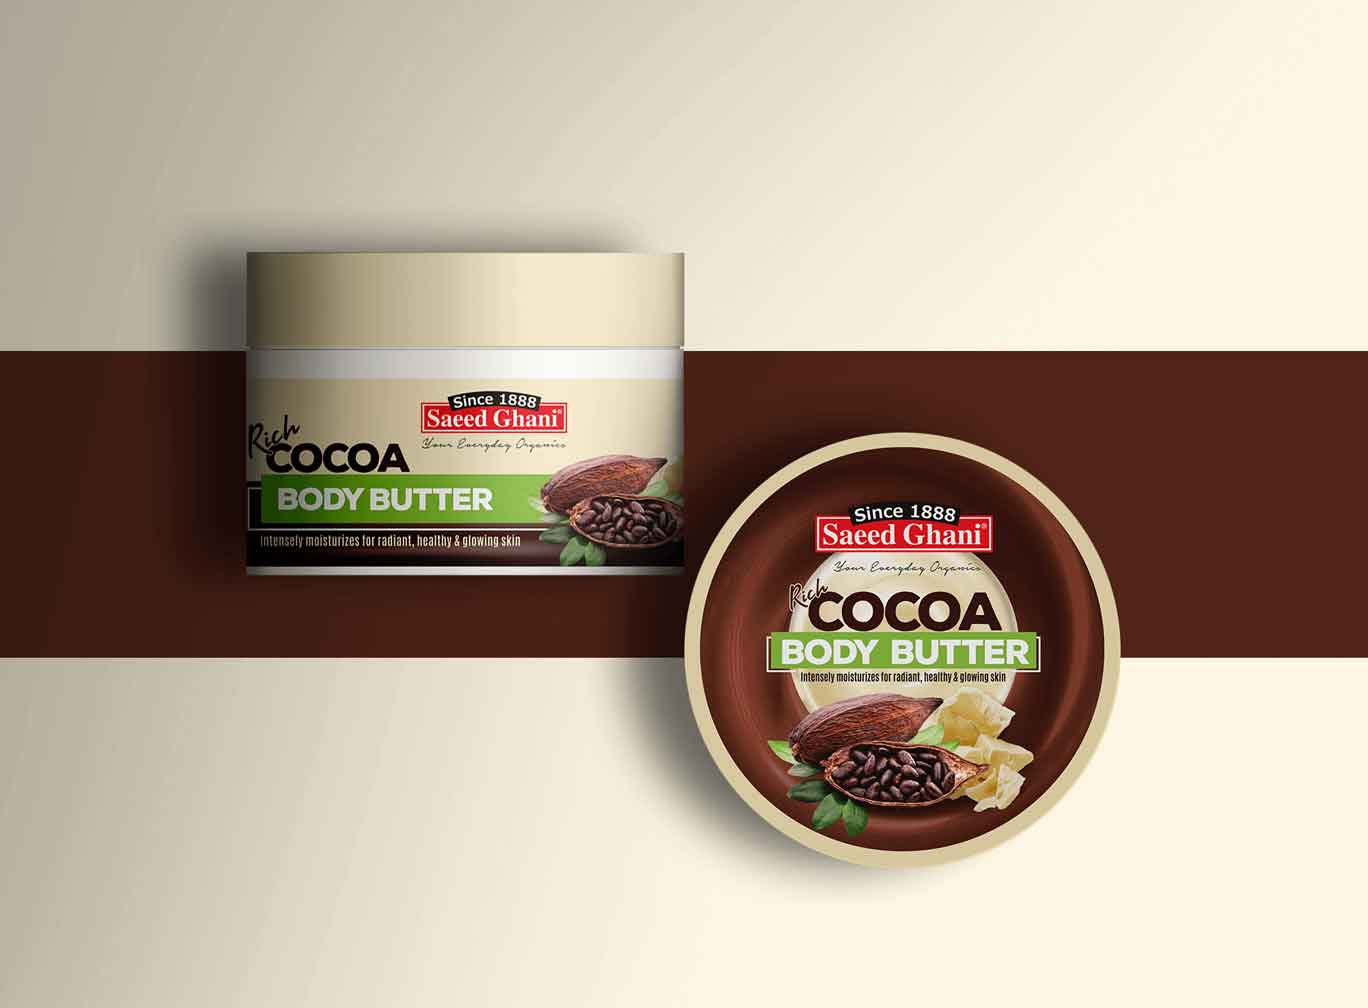 Since 1888
Saeed Ghani®
Your Everyday Organics
Rich
COCOA
BODY BUTTER
Intensely moisturizes for radiant, healthy & glowing skin
Since 1888
Saeed Ghani®
Your Everyday Organics
Rich
COCOA
BODY BUTTER
Intensely moisturizes for radiant, healthy & glowing skin